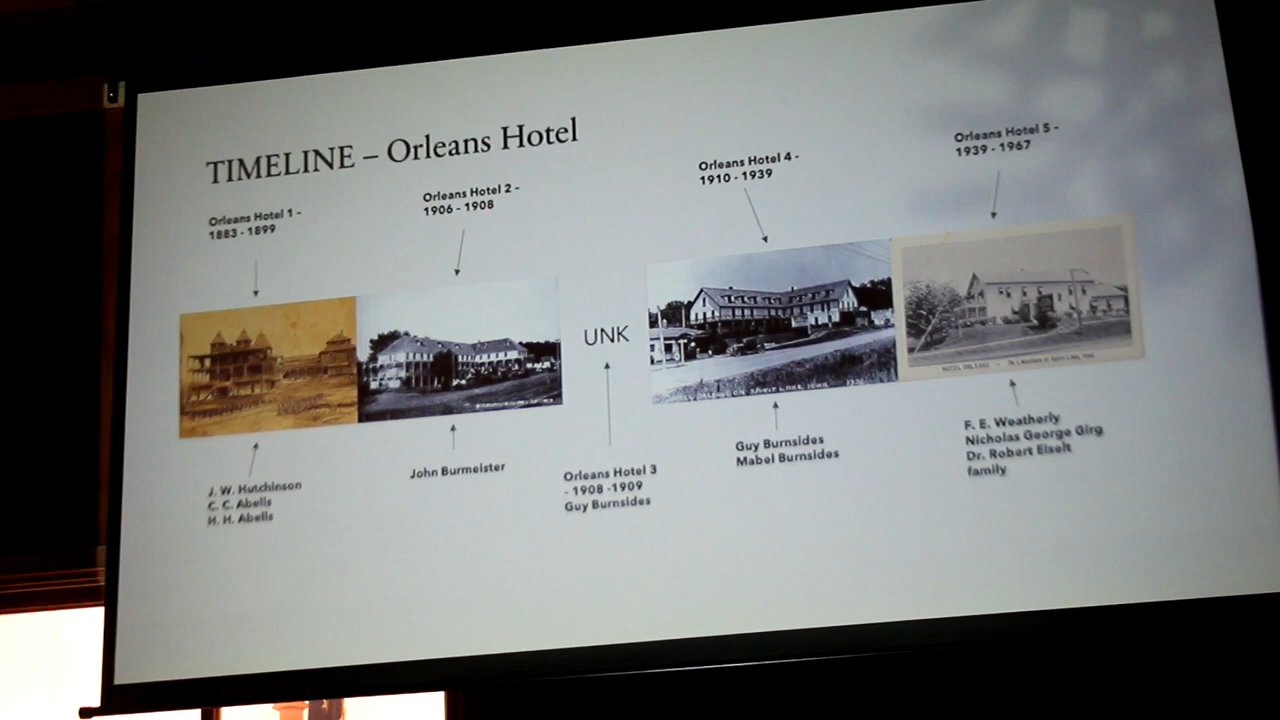 TIMELINE – Orleans Hotel
Orleans Hotel 1 -
1883 - 1899
Orleans Hotel 2 -
1906 - 1908
Orleans Hotel 4 -
1910 - 1939
Orleans Hotel 5 -
1939 - 1967
UNK
HOTEL ORLEANS
J. W. Hutchinson
C. C. Abells
H. H. Abells
John Burmeister
Orleans Hotel 3
- 1908 -1909
Guy Burnsides
Guy Burnsides
Mabel Burnsides
F. E. Weatherly
Nicholas George Girg
Dr. Robert Eiselt
family